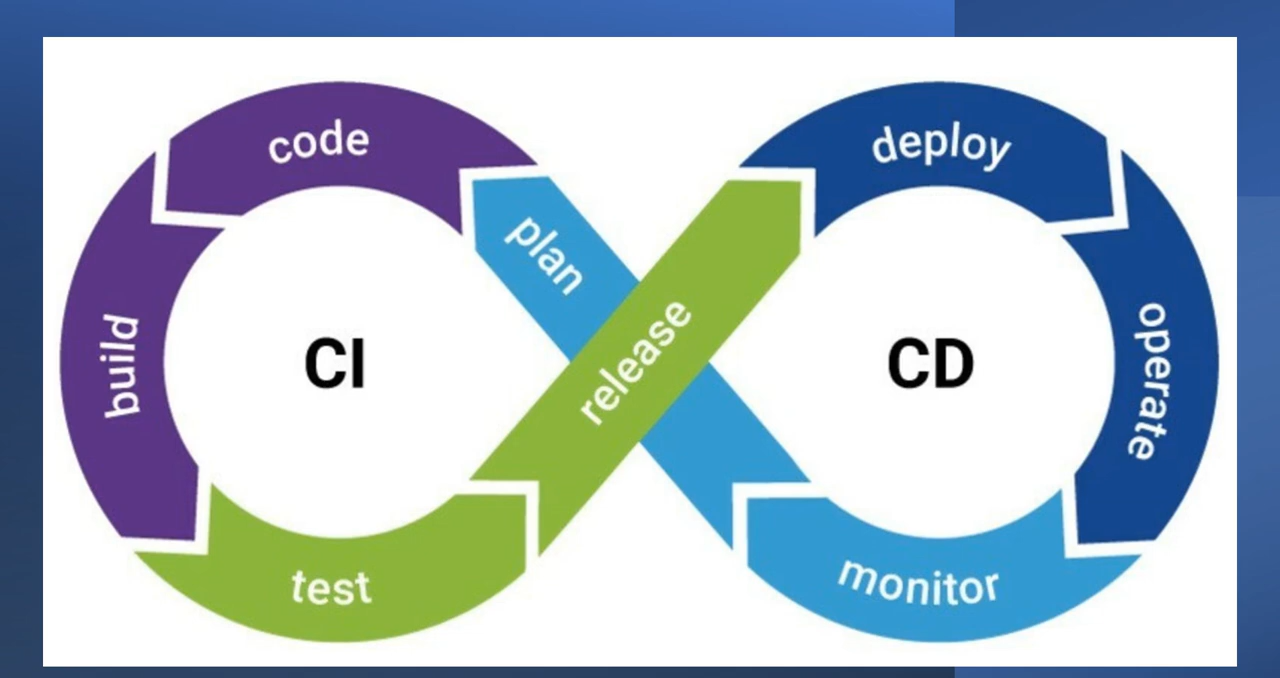 code
deploy
plan
release
build
CI
CD
operate
test
monitor